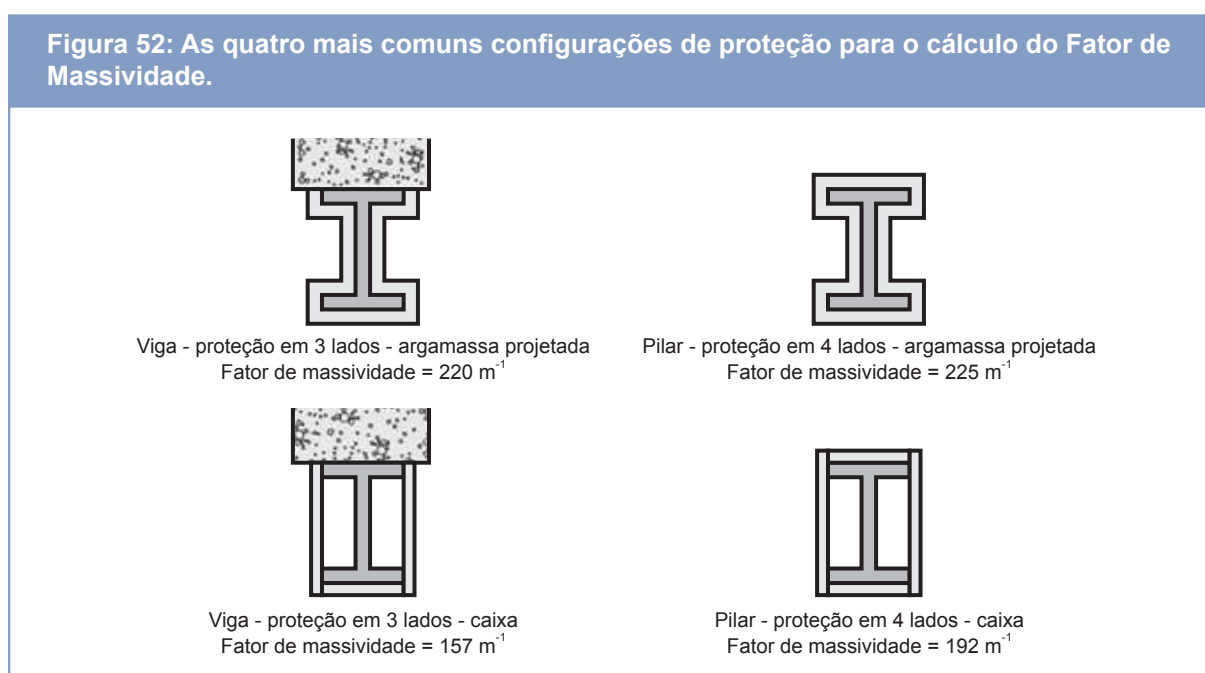 Figura 52: As quatro mais comuns configurações de proteção para o cálculo do Fator de
Massividade.
Viga - proteção em 3 lados - argamassa projetada
Fator de massividade = 220 m⁻¹
Pilar - proteção em 4 lados - argamassa projetada
Fator de massividade = 225 m⁻¹
Viga - proteção em 3 lados - caixa
Fator de massividade = 157 m⁻¹
Pilar - proteção em 4 lados - caixa
Fator de massividade = 192 m⁻¹